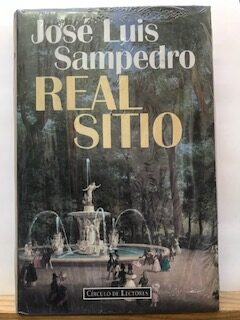 José Luis
Sampedro
REAL
SITIO
CÍRCULO DE LECTORES